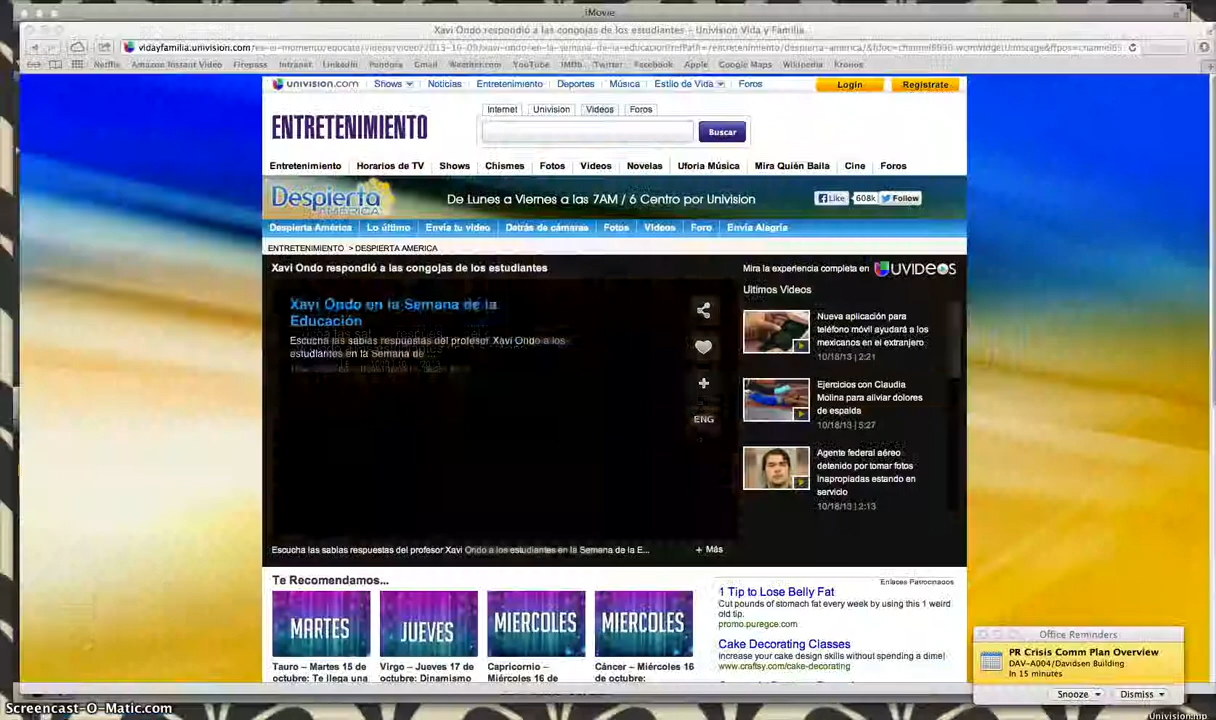 iMovie
Xavi Ondo respondió a las congojas de los estudiantes – Univision Vida y Familia
Netflix Amazon Instant Video Firepass Intranet LinkedIn Pandora Gmail Weather.com YouTube IMDb Twitter Facebook Apple Google Maps Wikipedia Kronos
univision.com Shows Noticias Entretenimiento Deportes Música Estilo de Vida Foros Login Regístrate
Internet Univision Videos Foros
ENTRETENIMIENTO
Buscar
Entretenimiento Horarios de TV Shows Chismes Fotos Videos Novelas Uforia Música Mira Quién Baila Cine Foros
Despierta AMERICA
De Lunes a Viernes a las 7AM / 6 Centro por Univision
Like 608k Follow
Despierta América Lo último Envía tu video Detrás de cámaras Fotos Videos Foro Envía Alegría
ENTRETENIMIENTO > DESPIERTA AMERICA
Xavi Ondo respondió a las congojas de los estudiantes
Mira la experiencia completa en UVIDEOS
Xavi Ondo en la Semana de la
Educación
Escucha las sabias respuestas del profesor Xavi Ondo a los
estudiantes en la Semana de
ENG
Ultimos Videos
Nueva aplicación para
teléfono móvil ayudará a los
mexicanos en el extranjero
10/18/13 | 2:21
Ejercicios con Claudia
Molina para aliviar dolores
de espalda
10/18/13 | 5:27
Agente federal aéreo
detenido por tomar fotos
inapropiadas estando en
servicio
10/18/13 | 2:13
Escucha las sabias respuestas del profesor Xavi Ondo a los estudiantes en la Semana de la E...
+ Más
Te Recomendamos...
MARTES
JUEVES
MIERCOLES
MIERCOLES
Tauro – Martes 15 de
octubre: Te llega una
Virgo – Jueves 17 de
octubre: Dinamismo
Capricornio –
Miércoles 16 de
Cáncer – Miércoles 16
de octubre:
Enlaces Patrocinados
1 Tip to Lose Belly Fat
Cut pounds of stomach fat every week by using this 1 weird
old tip.
promo.puregce.com
Cake Decorating Classes
Increase your cake design skills without spending a dime!
www.craftsy.com/cake-decorating
Office Reminders
PR Crisis Comm Plan Overview
DAV-A004/Davidsen Building
In 15 minutes
Snooze Dismiss
Screencast-O-Matic.com
Univision.mp